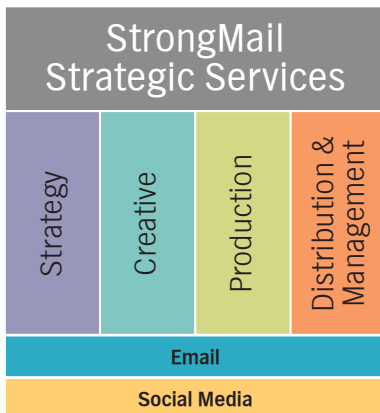 StrongMail
Strategic Services
Strategy
Creative
Production
Distribution &
Management
Email
Social Media